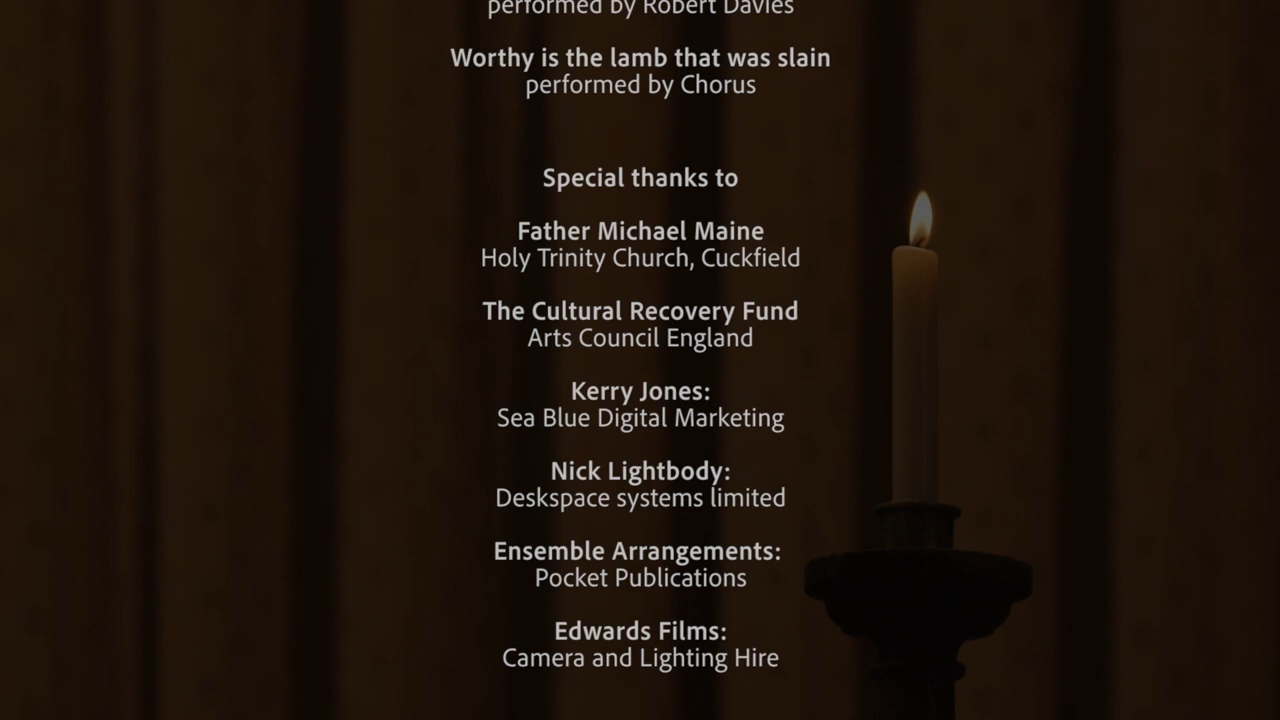 performed by Robert Davies
Worthy is the lamb that was slain
performed by Chorus
Special thanks to
Father Michael Maine
Holy Trinity Church, Cuckfield
The Cultural Recovery Fund
Arts Council England
Kerry Jones:
Sea Blue Digital Marketing
Nick Lightbody:
Deskspace systems limited
Ensemble Arrangements:
Pocket Publications
Edwards Films:
Camera and Lighting Hire